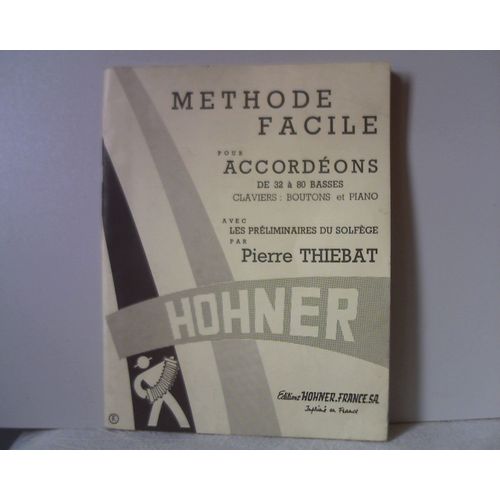 METHODE
FACILE
POUR
ACCORDÉONS
DE 32 à 80 BASSES
CLAVIERS : BOUTONS et PIANO
AVEC
LES PRÉLIMINAIRES DU SOLFÈGE
PAR
Pierre THIEBAT
HOHNER
Editions HOHNER.FRANCE.S.A.
Imprimé en France